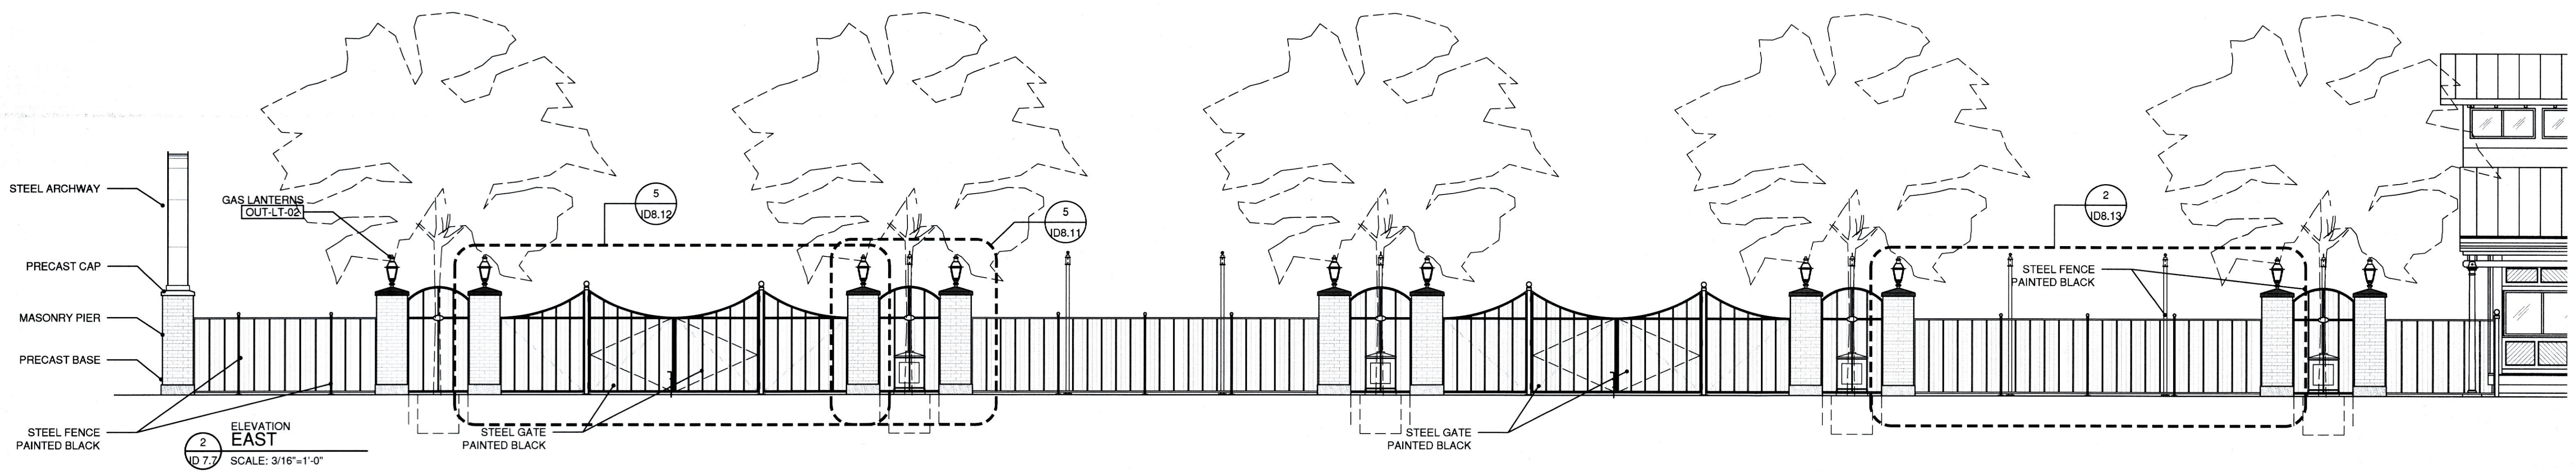 STEEL ARCHWAY
GAS LANTERNS
OUT-LT-02
5
ID8.12
5
ID8.11
2
ID8.13
PRECAST CAP
STEEL FENCE
PAINTED BLACK
MASONRY PIER
PRECAST BASE
STEEL FENCE
PAINTED BLACK
STEEL GATE
PAINTED BLACK
STEEL GATE
PAINTED BLACK
2
ID 7.7
ELEVATION
EAST
SCALE: 3/16"=1'-0"